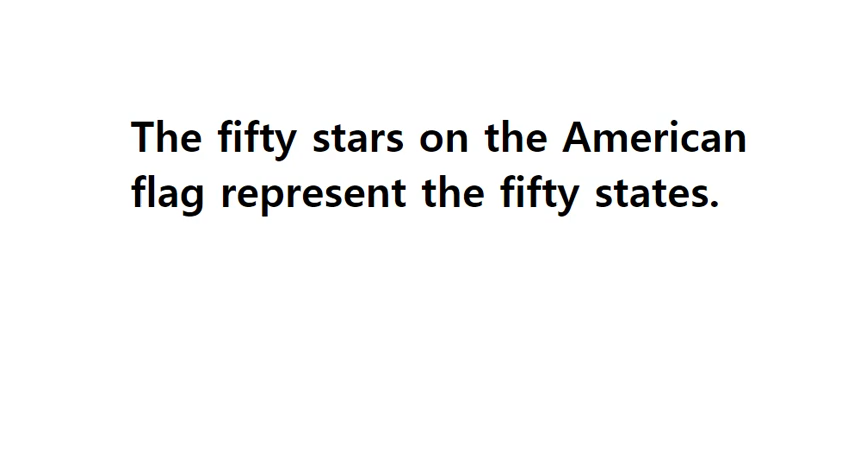 The fifty stars on the American
flag represent the fifty states.